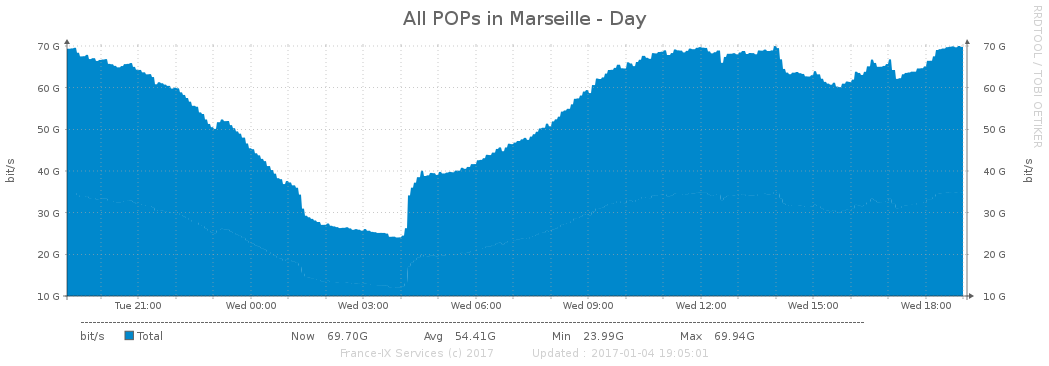 All POPs in Marseille - Day
RRDTOOL / TOBI OETIKER
bit/s
70 G 70 G
60 G 60 G
50 G 50 G
40 G 40 G
30 G 30 G
20 G 20 G
10 G 10 G
bit/s
Tue 21:00 Wed 00:00 Wed 03:00 Wed 06:00 Wed 09:00 Wed 12:00 Wed 15:00 Wed 18:00
bit/s Total Now 69.70G Avg 54.41G Min 23.99G Max 69.94G
France-IX Services (c) 2017 Updated : 2017-01-04 19:05:01